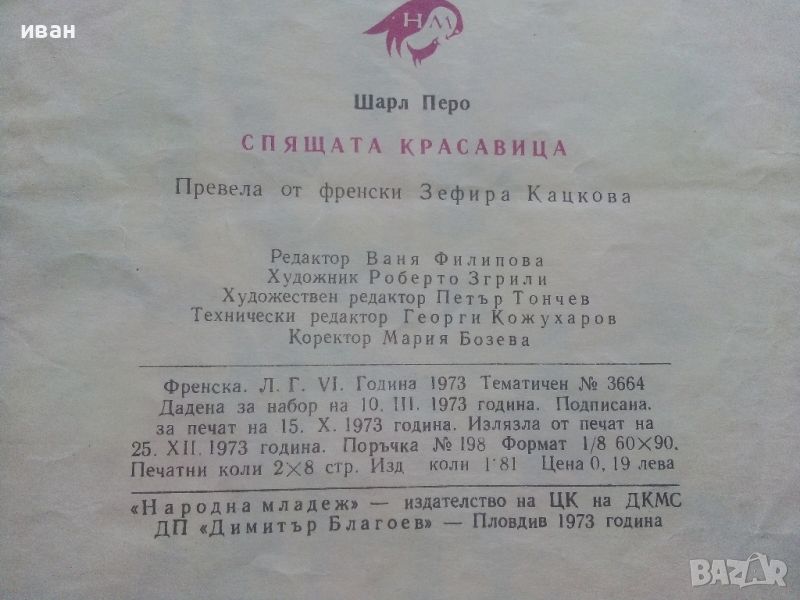 иван
НМ
Шарл Перо
СПЯЩАТА КРАСАВИЦА
Превела от френски Зефира Кацкова
Редактор Ваня Филипова
Художник Роберто Згрили
Художествен редактор Петър Тончев
Технически редактор Георги Кожухаров
Коректор Мария Бозева
Френска. Л. Г. VI. Година 1973 Тематичен № 3664
Дадена за набор на 10. III. 1973 година. Подписана.
за печат на 15. X. 1973 година. Излязла от печат на
25. XII. 1973 година. Поръчка № 198 Формат 1/8 60×90.
Печатни коли 2×8 стр. Изд коли 1·81 Цена 0,19 лева
«Народна младеж» — издателство на ЦК на ДКМС
ДП «Димитър Благоев» — Пловдив 1973 година
BAZAR